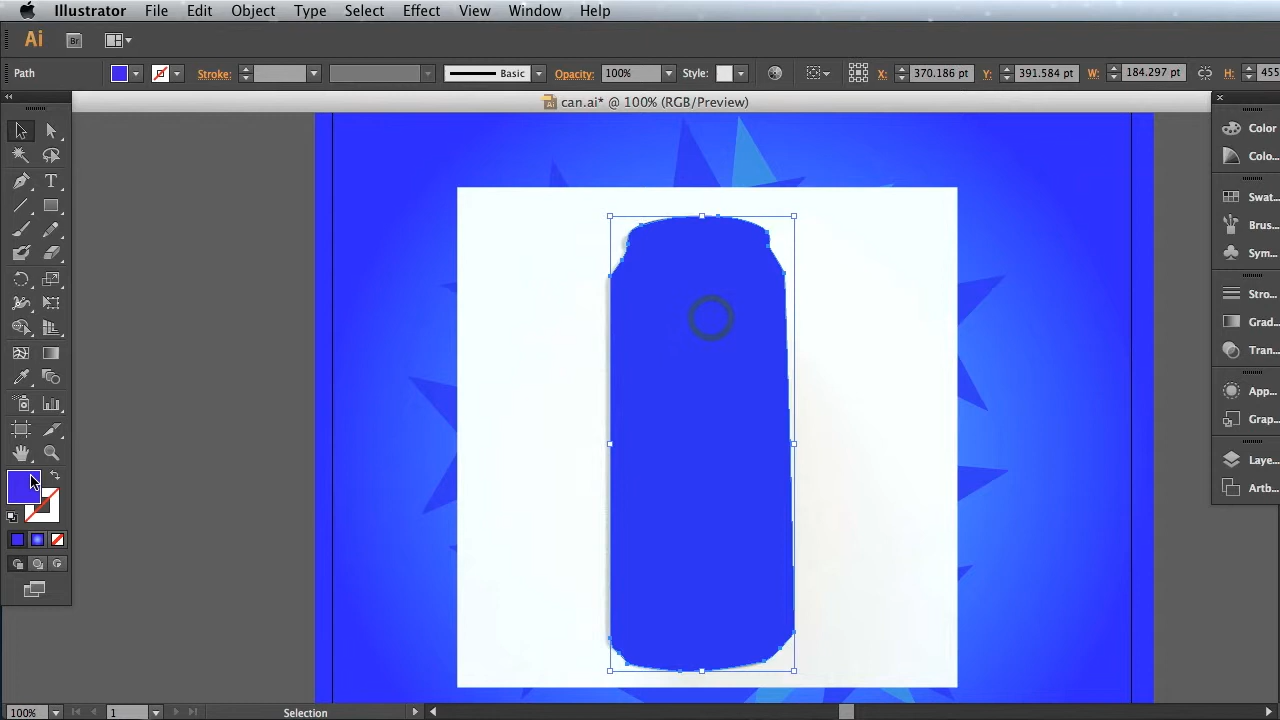 Illustrator File Edit Object Type Select Effect View Window Help
Ai Br
Path Stroke: Basic Opacity: 100% Style: X: 370.186 pt Y: 391.584 pt W: 184.297 pt H: 455
can.ai* @ 100% (RGB/Preview)
Color
Colo...
Swat...
Brus...
Sym...
Stro...
Grad...
Tran...
App...
Grap...
Laye...
Artb...
T
100% 1 Selection